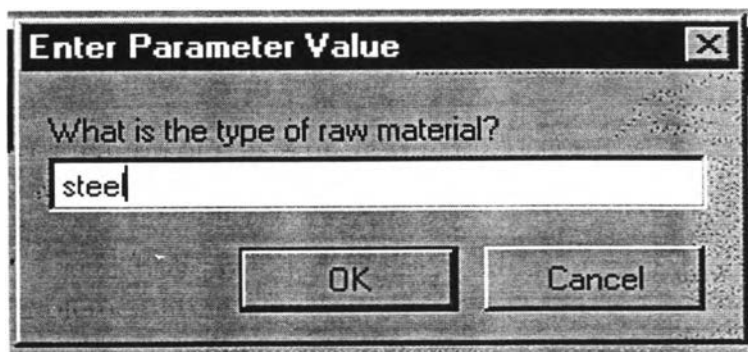 Enter Parameter Value
What is the type of raw material?
steel
OK
Cancel